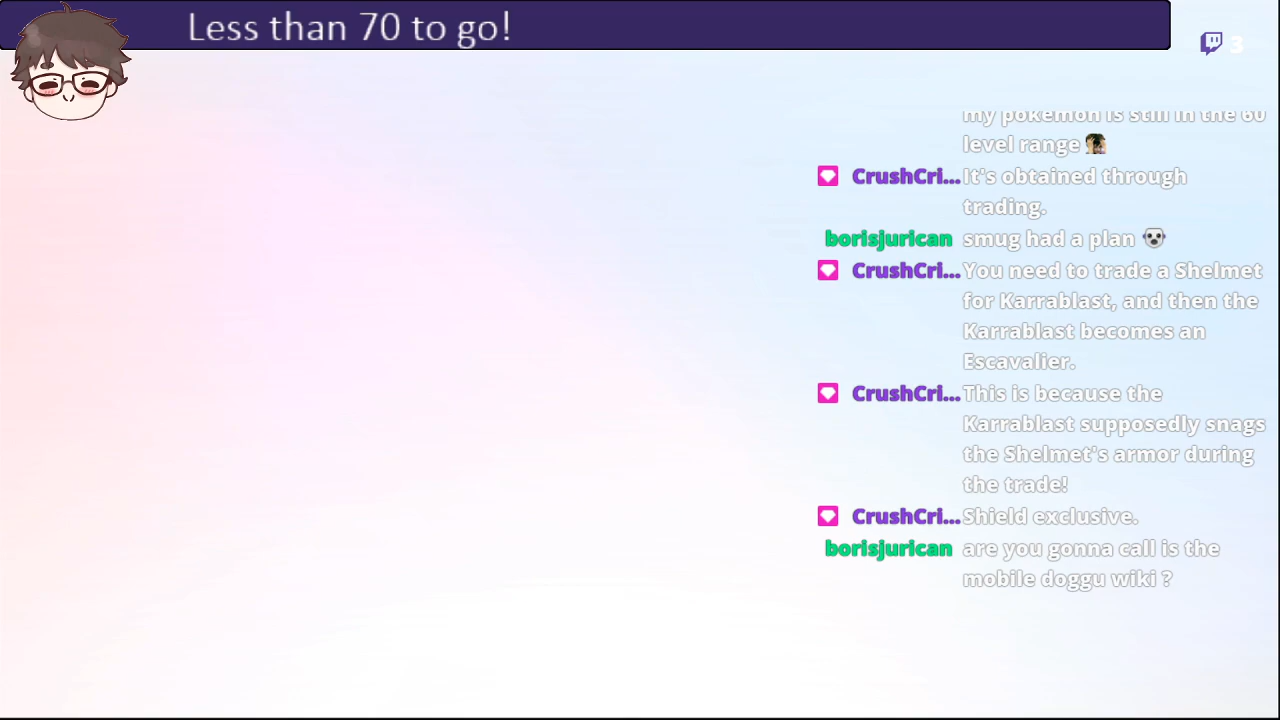 Less than 70 to go!
3
my pokemon is still in the 60
level range
CrushCri... It's obtained through
trading.
borisjurican smug had a plan
CrushCri... You need to trade a Shelmet
for Karrablast, and then the
Karrablast becomes an
Escavalier.
CrushCri... This is because the
Karrablast supposedly snags
the Shelmet's armor during
the trade!
CrushCri... Shield exclusive.
borisjurican are you gonna call is the
mobile doggu wiki ?